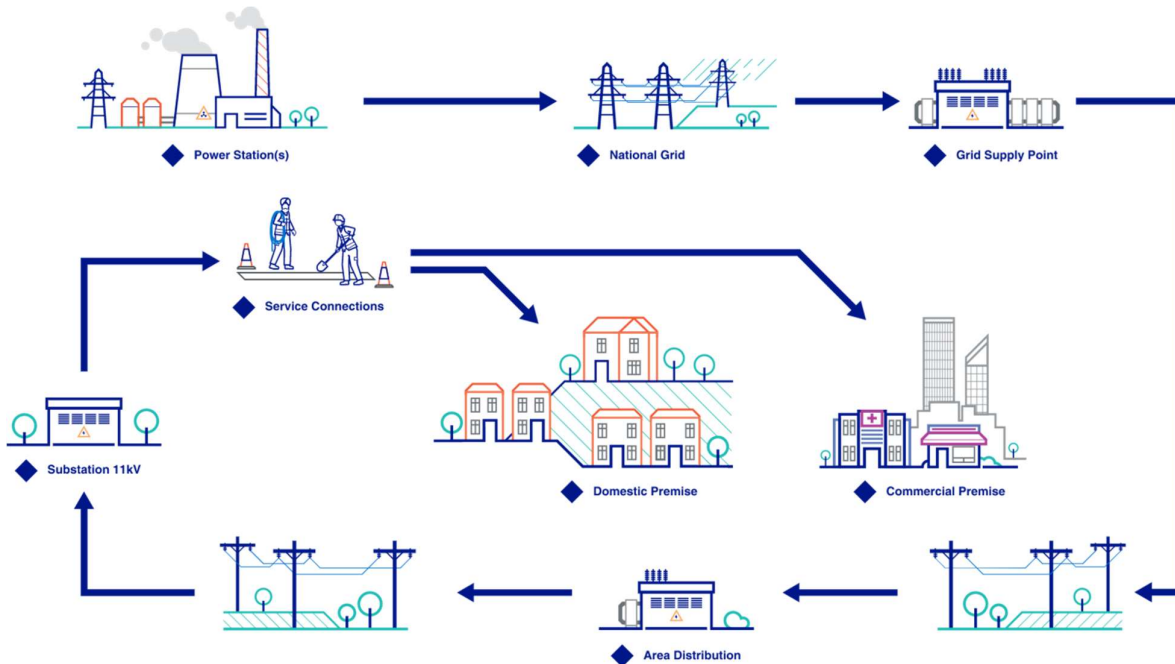 Power Station(s)
National Grid
Grid Supply Point
Service Connections
Substation 11kV
Domestic Premise
Commercial Premise
Area Distribution